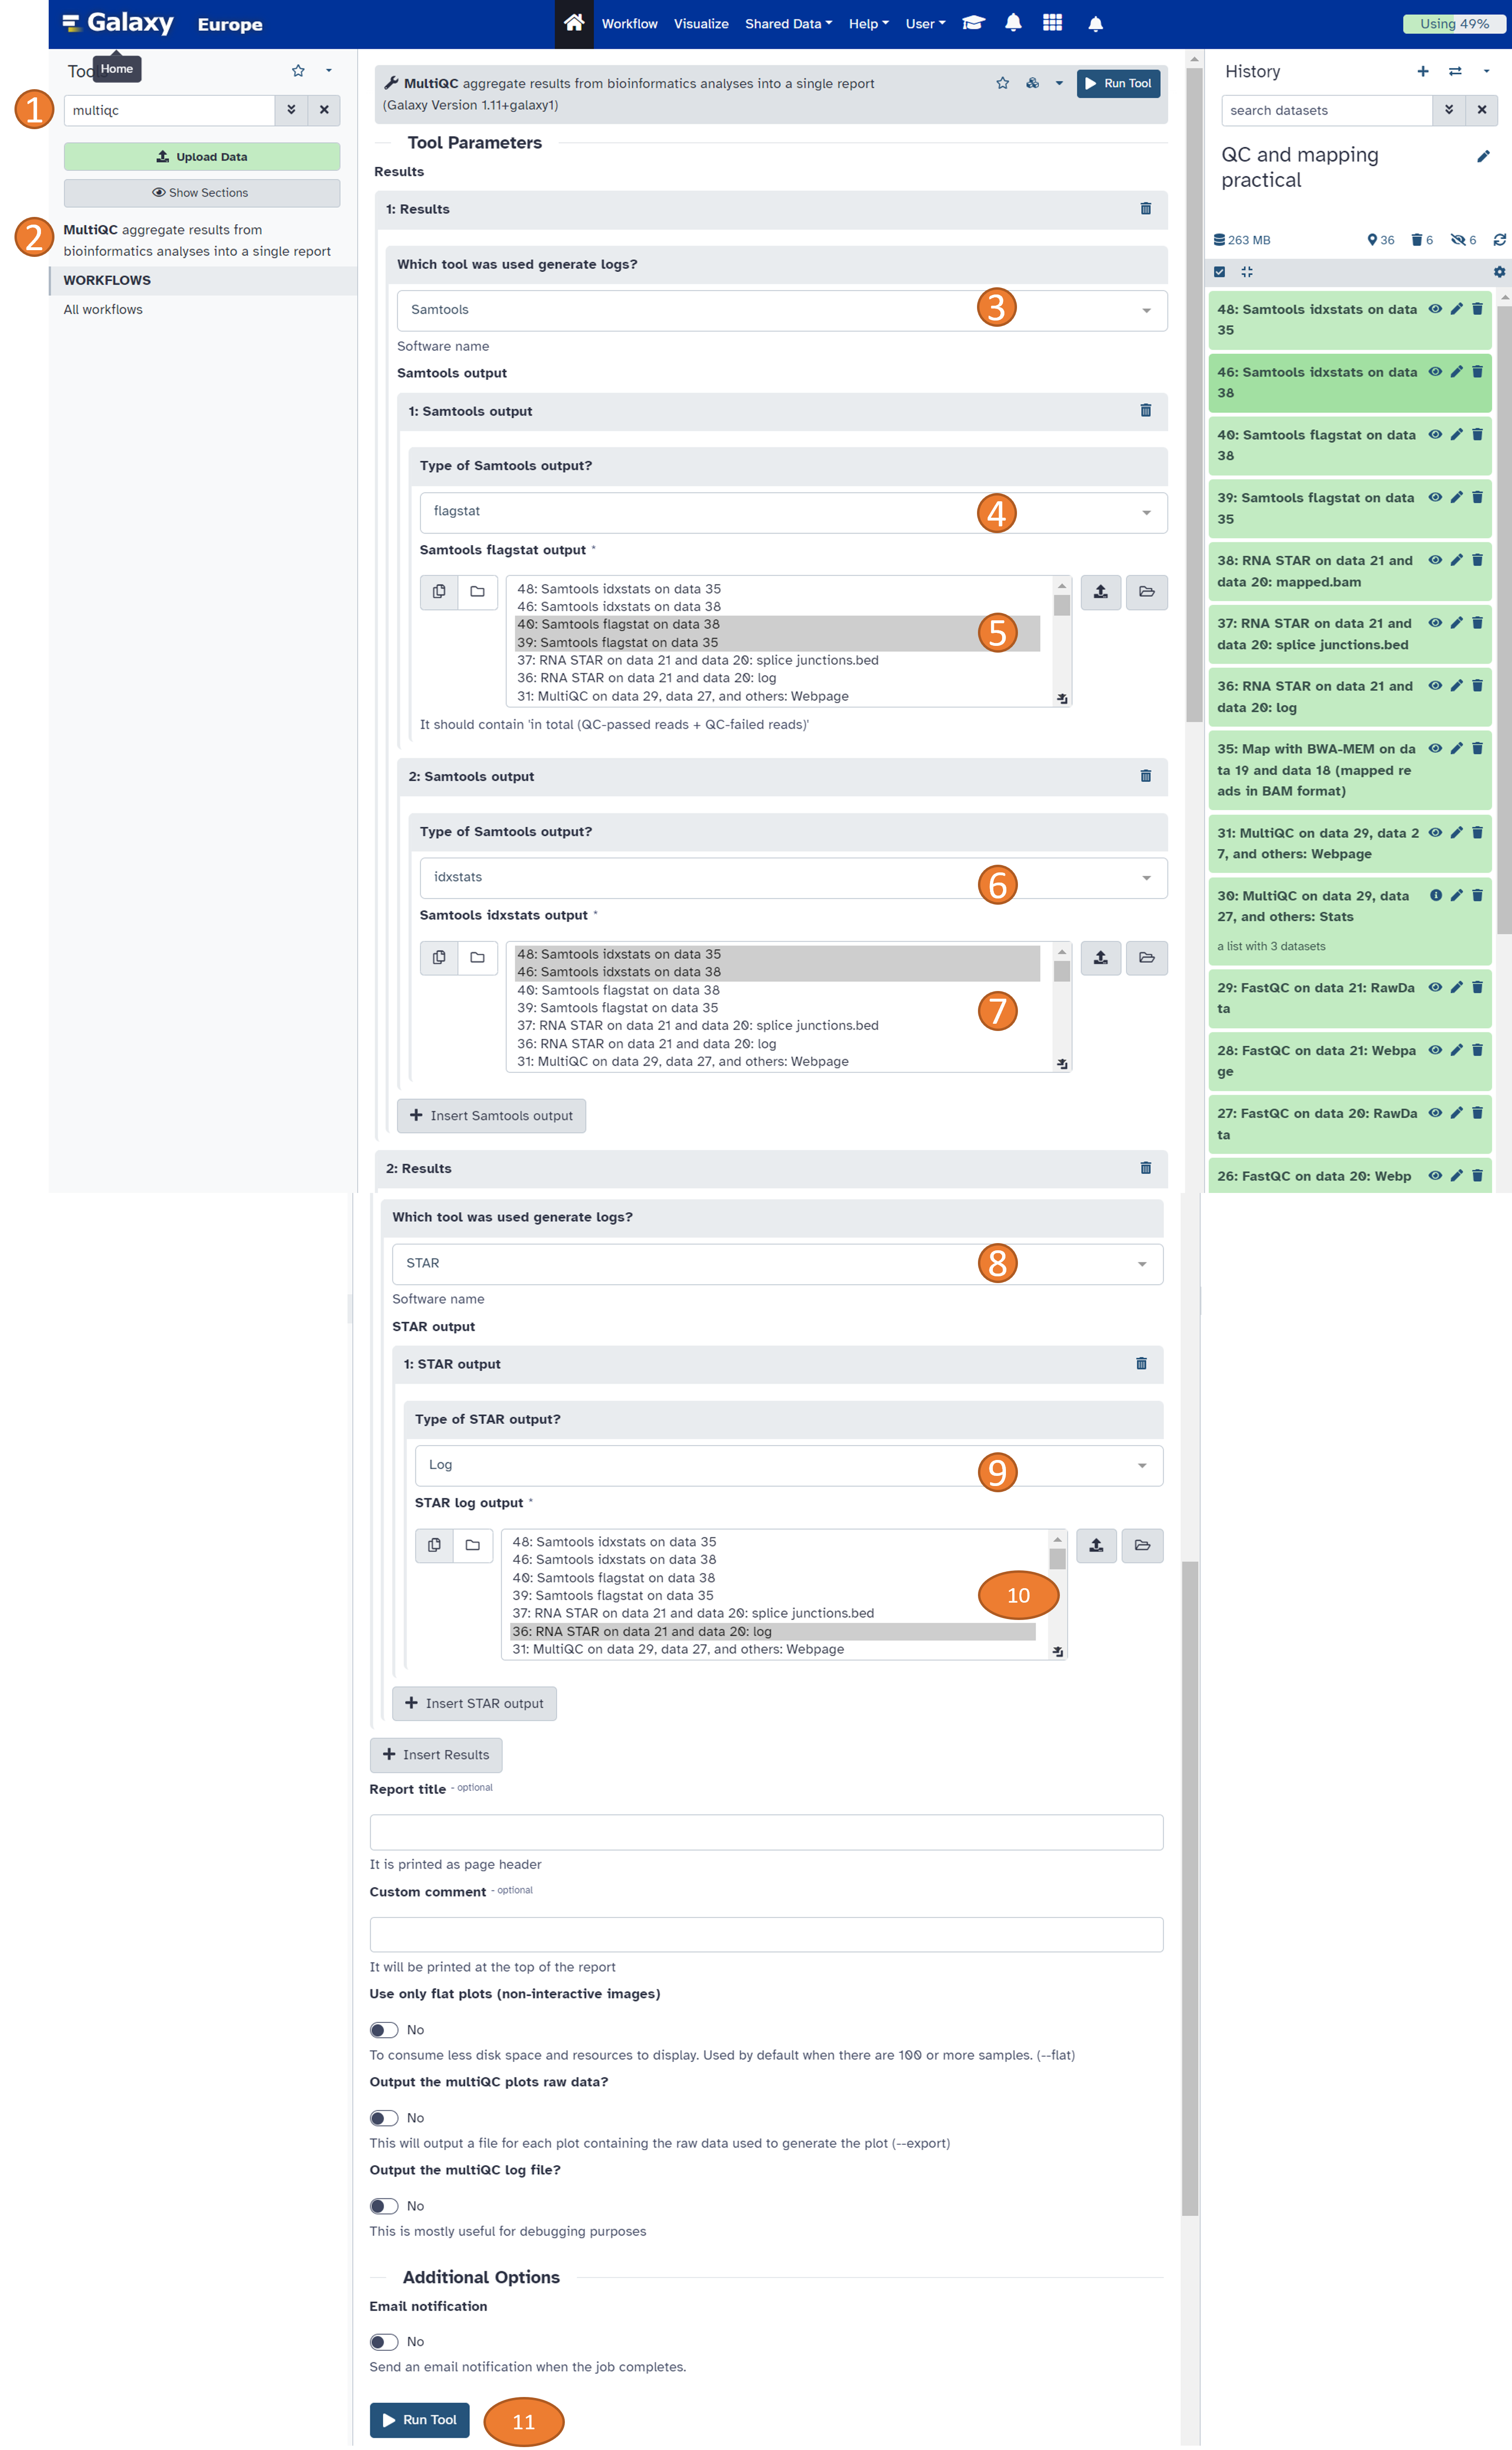 Galaxy Europe
Workflow Visualize Shared Data Help User
Using 49%
Too
Home
1
multiqc
Upload Data
Show Sections
2
MultiQC aggregate results from
bioinformatics analyses into a single report
WORKFLOWS
All workflows
MultiQC aggregate results from bioinformatics analyses into a single report
(Galaxy Version 1.11+galaxy1)
Run Tool
Tool Parameters
Results
1: Results
Which tool was used generate logs?
Samtools
3
Software name
Samtools output
1: Samtools output
Type of Samtools output?
flagstat
4
Samtools flagstat output *
48: Samtools idxstats on data 35
46: Samtools idxstats on data 38
40: Samtools flagstat on data 38
39: Samtools flagstat on data 35
5
37: RNA STAR on data 21 and data 20: splice junctions.bed
36: RNA STAR on data 21 and data 20: log
31: MultiQC on data 29, data 27, and others: Webpage
It should contain 'in total (QC-passed reads + QC-failed reads)'
2: Samtools output
Type of Samtools output?
idxstats
6
Samtools idxstats output *
48: Samtools idxstats on data 35
46: Samtools idxstats on data 38
40: Samtools flagstat on data 38
39: Samtools flagstat on data 35
7
37: RNA STAR on data 21 and data 20: splice junctions.bed
36: RNA STAR on data 21 and data 20: log
31: MultiQC on data 29, data 27, and others: Webpage
Insert Samtools output
2: Results
Which tool was used generate logs?
STAR
8
Software name
STAR output
1: STAR output
Type of STAR output?
Log
9
STAR log output *
48: Samtools idxstats on data 35
46: Samtools idxstats on data 38
40: Samtools flagstat on data 38
39: Samtools flagstat on data 35
10
37: RNA STAR on data 21 and data 20: splice junctions.bed
36: RNA STAR on data 21 and data 20: log
31: MultiQC on data 29, data 27, and others: Webpage
Insert STAR output
Insert Results
Report title - optional
It is printed as page header
Custom comment - optional
It will be printed at the top of the report
Use only flat plots (non-interactive images)
No
To consume less disk space and resources to display. Used by default when there are 100 or more samples. (--flat)
Output the multiQC plots raw data?
No
This will output a file for each plot containing the raw data used to generate the plot (--export)
Output the multiQC log file?
No
This is mostly useful for debugging purposes
Additional Options
Email notification
No
Send an email notification when the job completes.
Run Tool
11
History
search datasets
QC and mapping
practical
263 MB 36 6 6
48: Samtools idxstats on data
35
46: Samtools idxstats on data
38
40: Samtools flagstat on data
38
39: Samtools flagstat on data
35
38: RNA STAR on data 21 and
data 20: mapped.bam
37: RNA STAR on data 21 and
data 20: splice junctions.bed
36: RNA STAR on data 21 and
data 20: log
35: Map with BWA-MEM on da
ta 19 and data 18 (mapped re
ads in BAM format)
31: MultiQC on data 29, data 2
7, and others: Webpage
30: MultiQC on data 29, data
27, and others: Stats
a list with 3 datasets
29: FastQC on data 21: RawDa
ta
28: FastQC on data 21: Webpa
ge
27: FastQC on data 20: RawDa
ta
26: FastQC on data 20: Webp